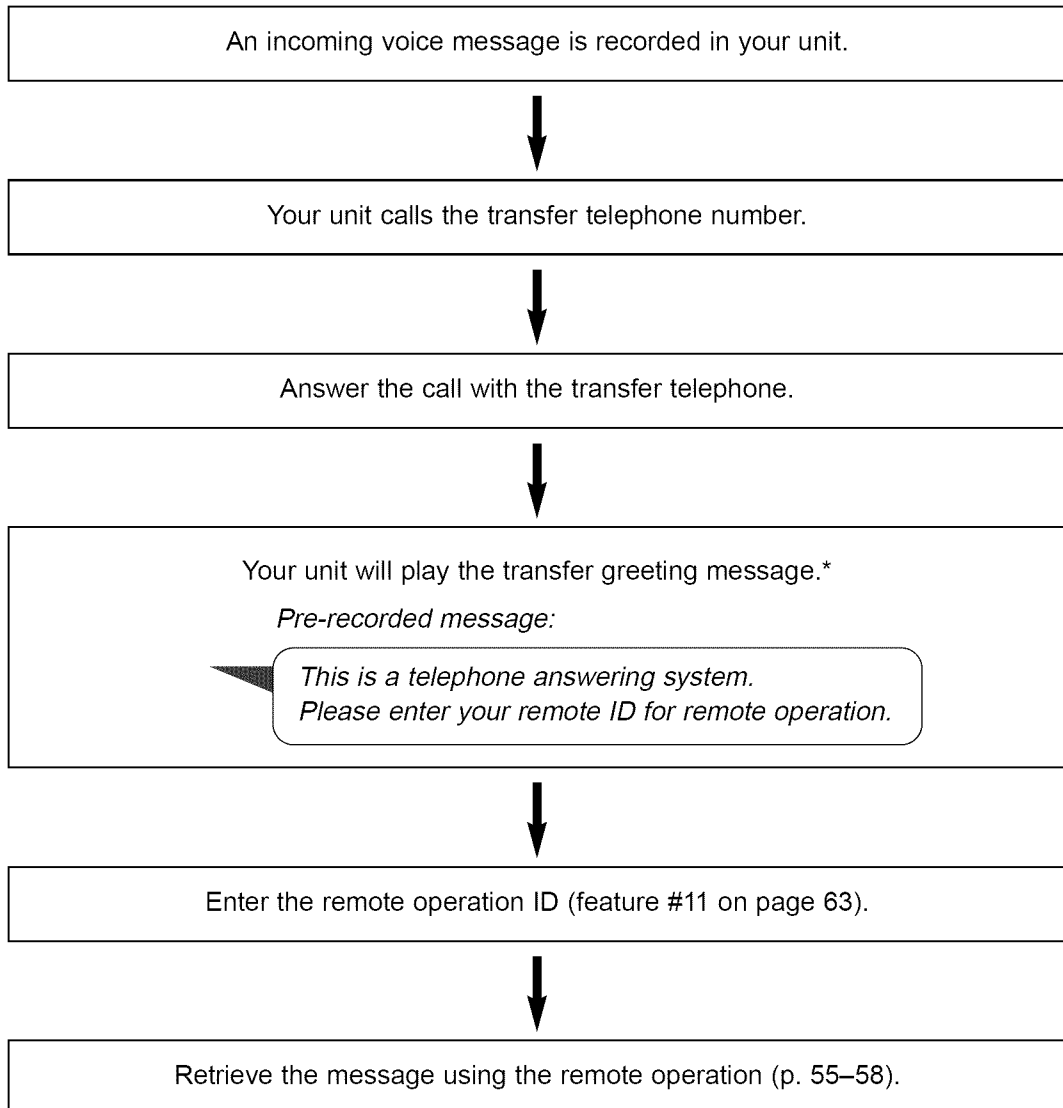 An incoming voice message is recorded in your unit.
Your unit calls the transfer telephone number.
Answer the call with the transfer telephone.
Your unit will play the transfer greeting message.*
Pre-recorded message:
This is a telephone answering system.
Please enter your remote ID for remote operation.
Enter the remote operation ID (feature #11 on page 63).
Retrieve the message using the remote operation (p. 55–58).